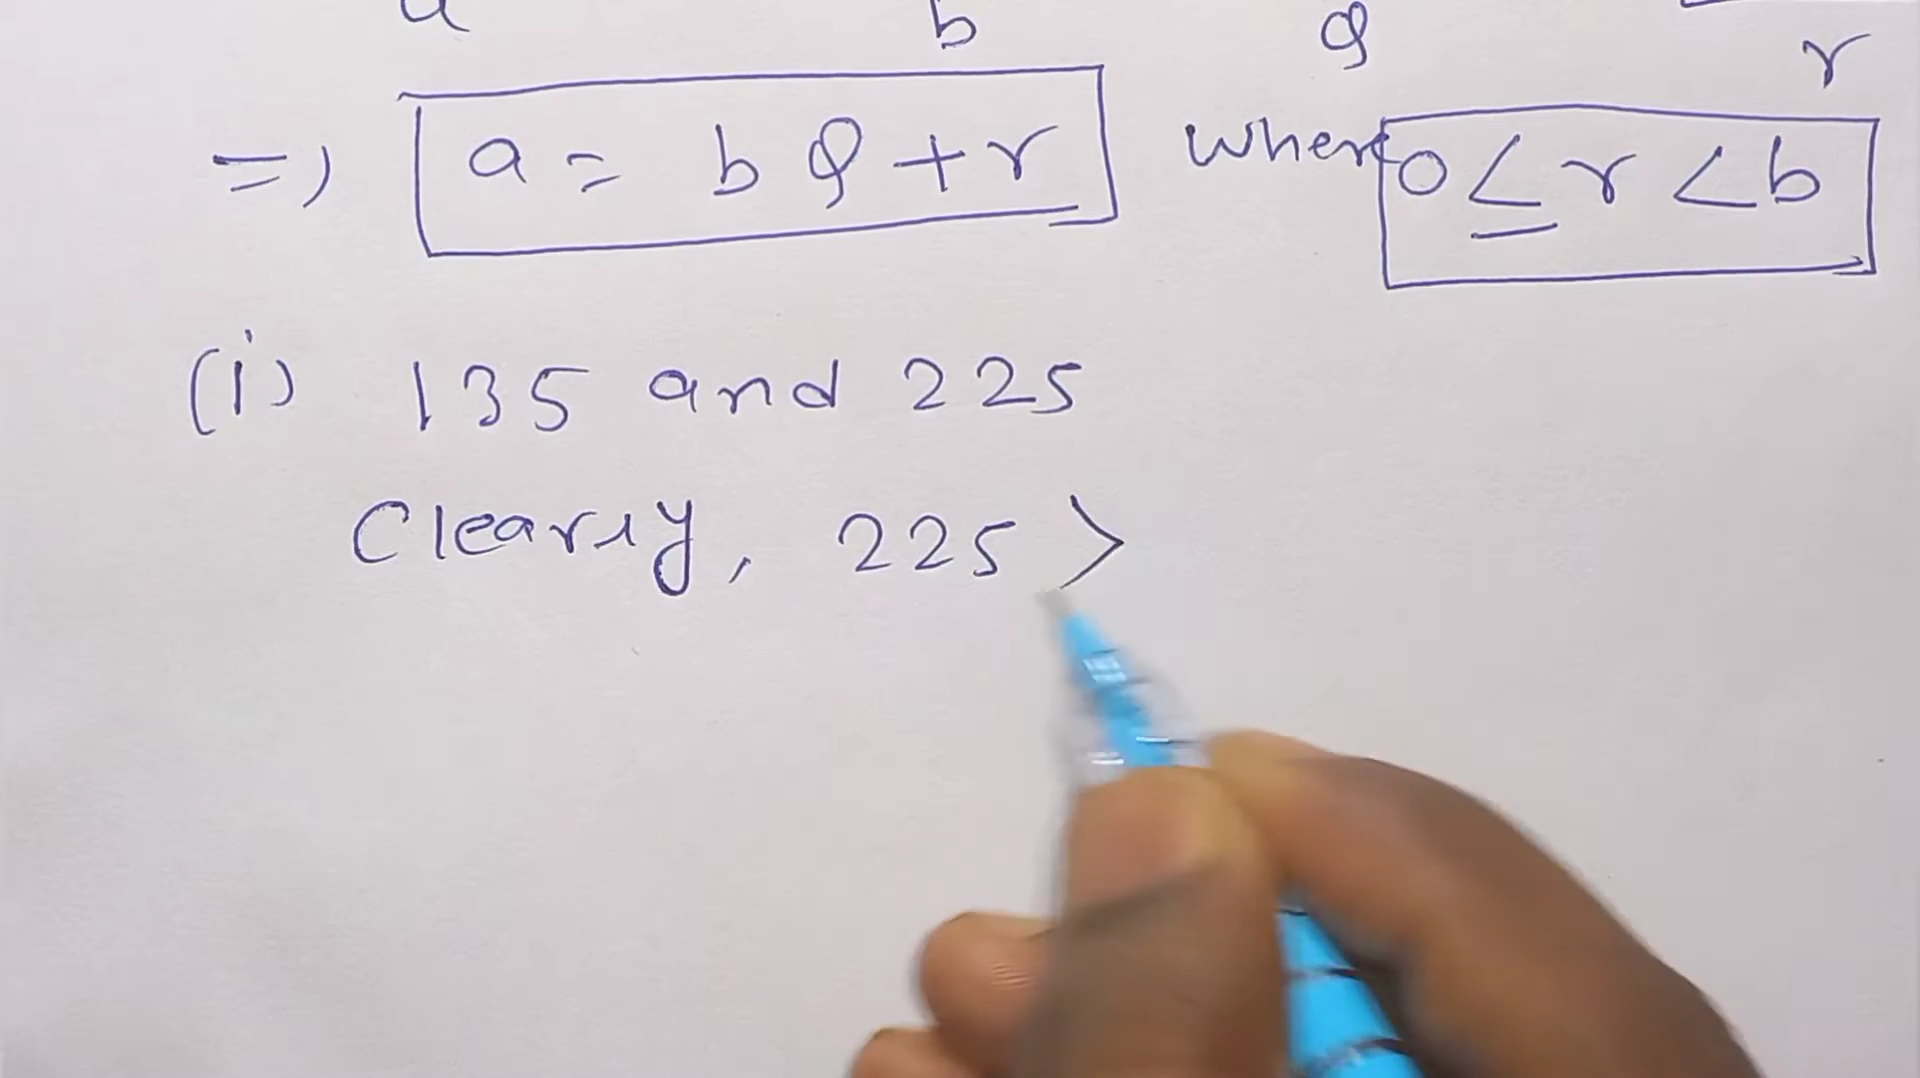 a b Q r
=) a = bQ + r where 0 ≤ r < b
(i) 135 and 225
Clearly, 225 >